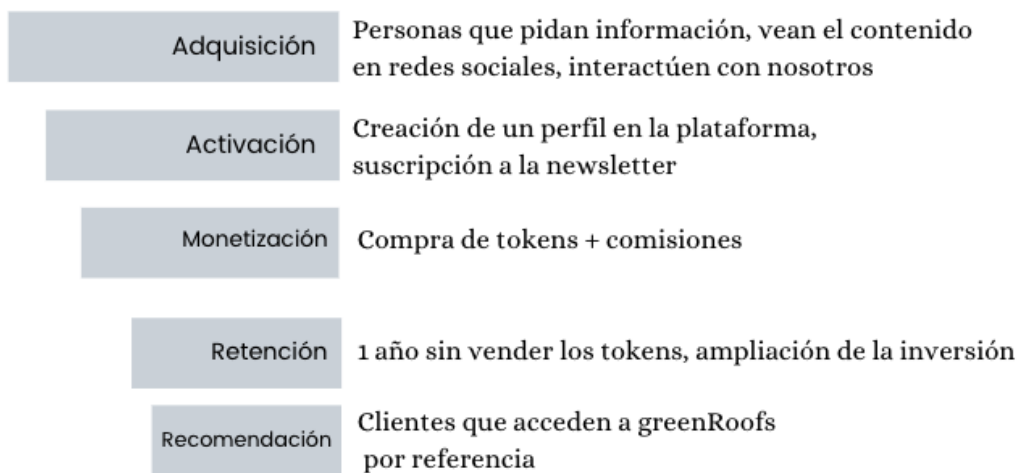 Adquisición
Personas que pidan información, vean el contenido
en redes sociales, interactúen con nosotros
Activación
Creación de un perfil en la plataforma,
suscripción a la newsletter
Monetización
Compra de tokens + comisiones
Retención
1 año sin vender los tokens, ampliación de la inversión
Recomendación
Clientes que acceden a greenRoofs
por referencia